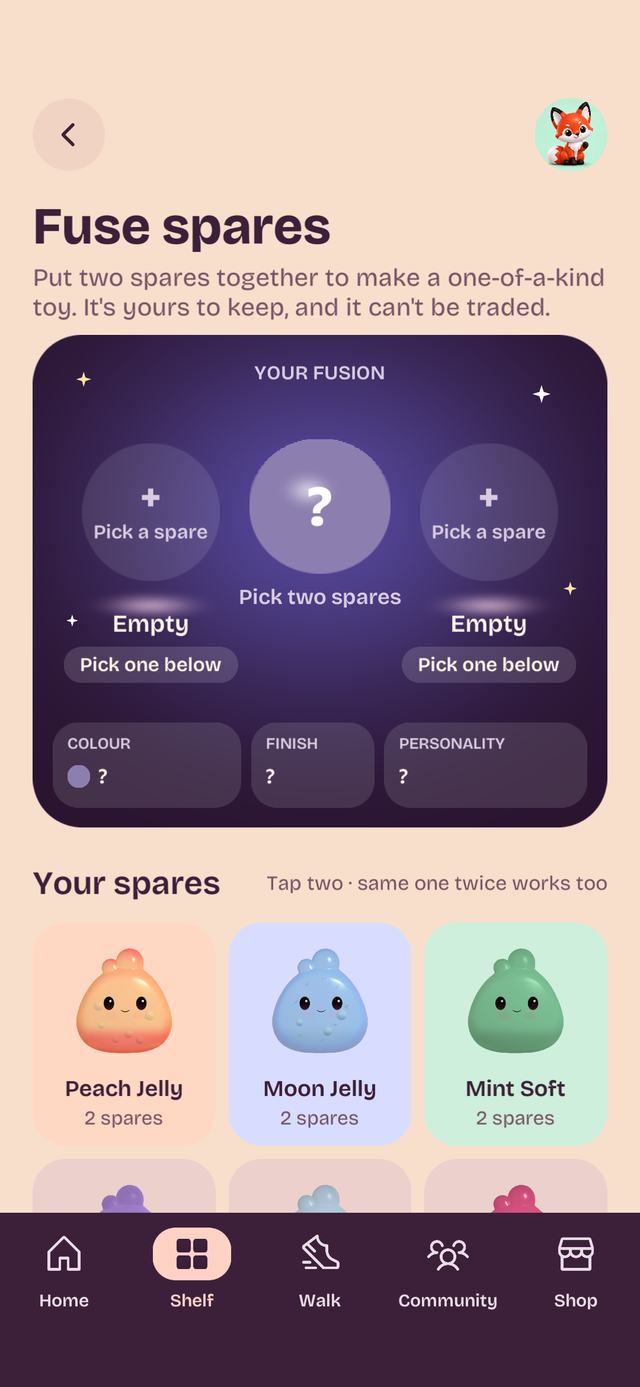 Fuse spares
Put two spares together to make a one-of-a-kind
toy. It's yours to keep, and it can't be traded.
YOUR FUSION
+
Pick a spare
?
+
Pick a spare
Pick two spares
Empty
Empty
Pick one below
Pick one below
COLOUR
?
FINISH
?
PERSONALITY
?
Your spares
Tap two · same one twice works too
Peach Jelly
2 spares
Moon Jelly
2 spares
Mint Soft
2 spares
Home
Shelf
Walk
Community
Shop